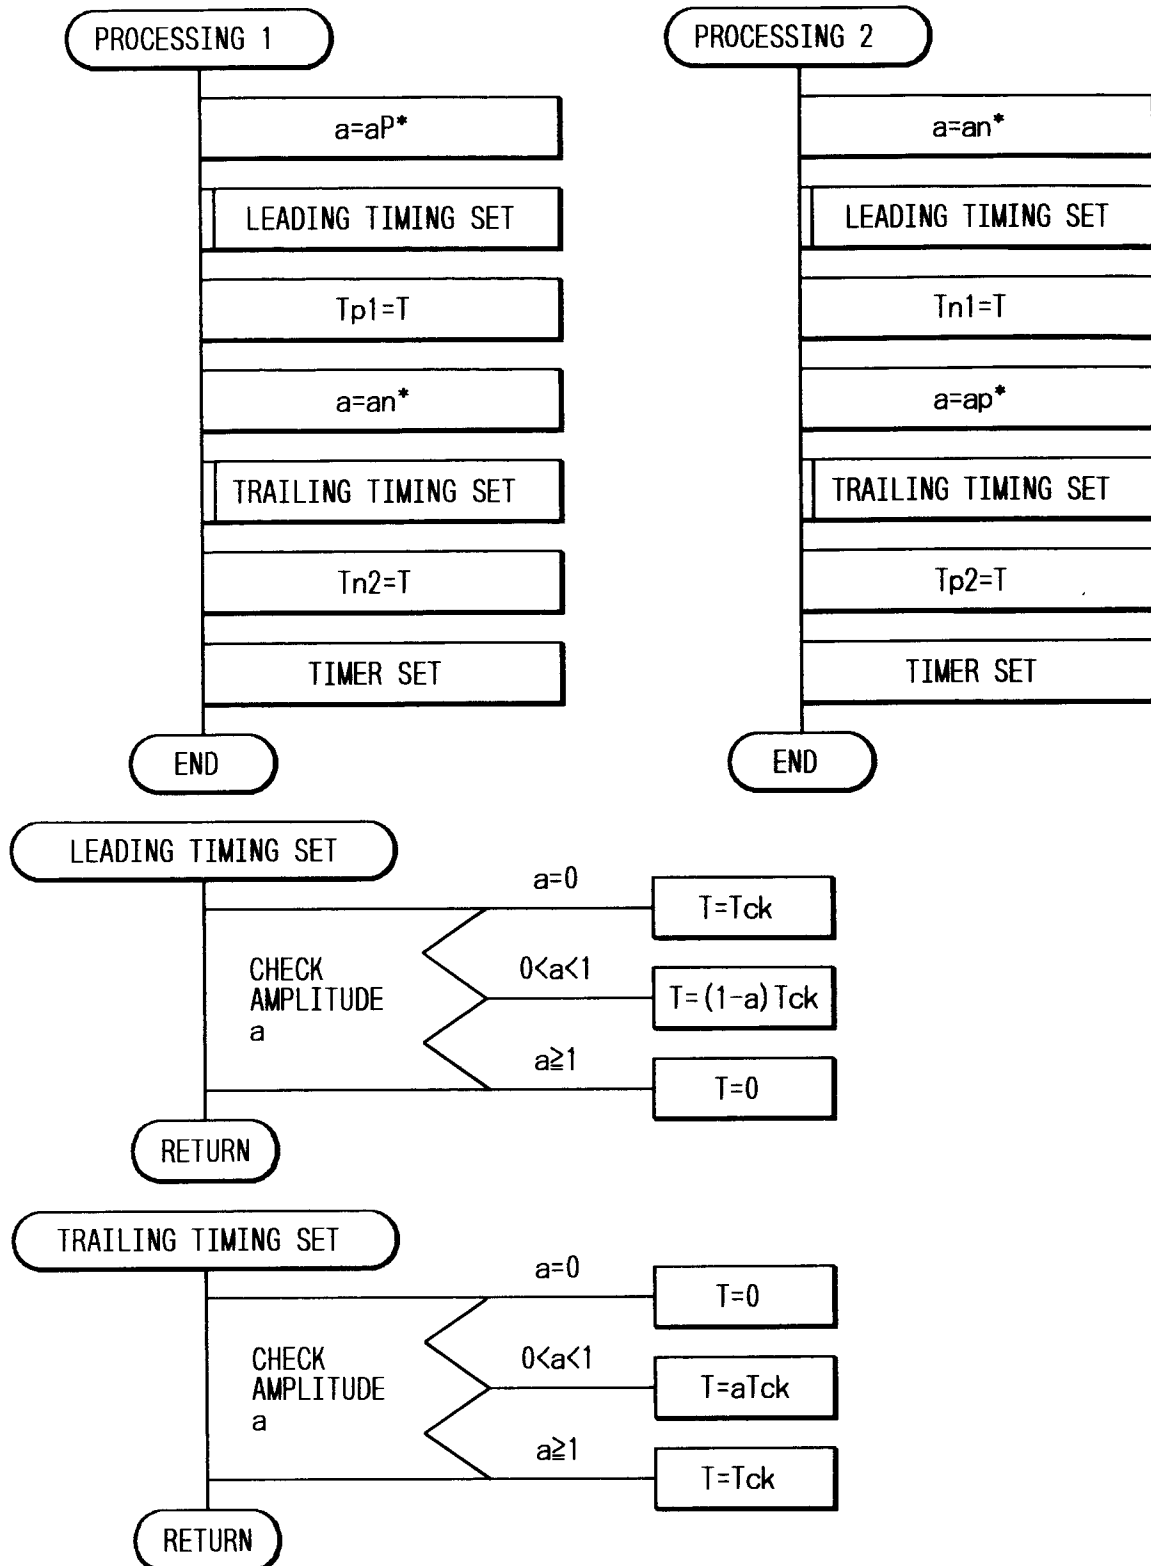 PROCESSING 1
a=aP*
LEADING TIMING SET
Tp1=T
a=an*
TRAILING TIMING SET
Tn2=T
TIMER SET
END
PROCESSING 2
a=an*
LEADING TIMING SET
Tn1=T
a=ap*
TRAILING TIMING SET
Tp2=T
TIMER SET
END
LEADING TIMING SET
CHECK
AMPLITUDE
a
a=0
T=Tck
0<a<1
T=(1-a)Tck
a≧1
T=0
RETURN
TRAILING TIMING SET
CHECK
AMPLITUDE
a
a=0
T=0
0<a<1
T=aTck
a≧1
T=Tck
RETURN